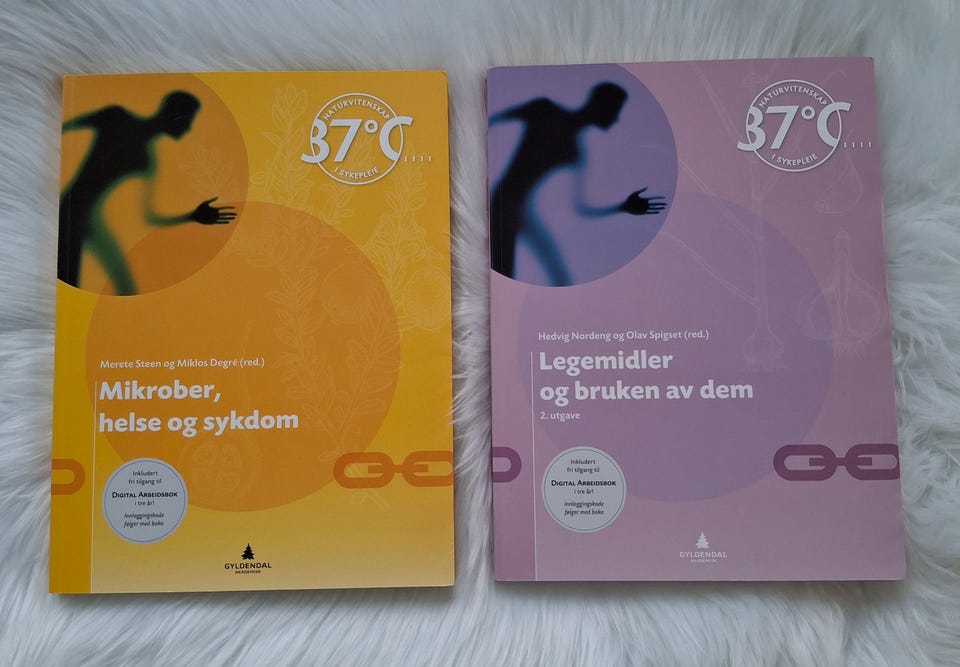 NATURVITENSKAP
37°C
I SYKEPLEIE
Merete Steen og Miklos Degré (red.)
Mikrober,
helse og sykdom
Inkludert
fri tilgang til
DIGITAL ARBEIDSBOK
i tre år!
Innloggingskode
følger med boka
GYLDENDAL
AKADEMISK
NATURVITENSKAP
37°C
I SYKEPLEIE
Hedvig Nordeng og Olav Spigset (red.)
Legemidler
og bruken av dem
2. utgave
Inkludert
fri tilgang til
DIGITAL ARBEIDSBOK
i tre år!
Innloggingskode
følger med boka
GYLDENDAL
AKADEMISK